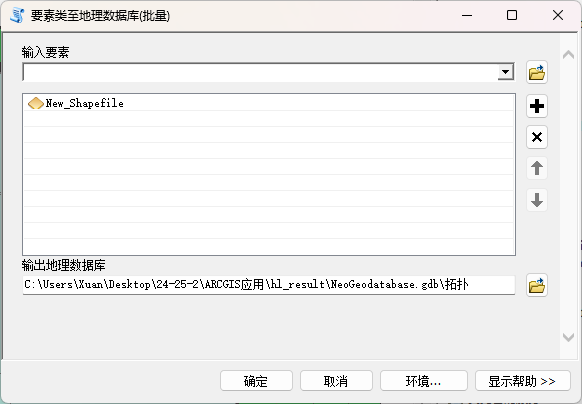 要素类至地理数据库(批量)
输入要素
New_Shapefile
输出地理数据库
C:\Users\Xuan\Desktop\24-25-2\ARCGIS应用\hl_result\NeoGeodatabase.gdb\拓扑
确定
取消
环境...
显示帮助 >>